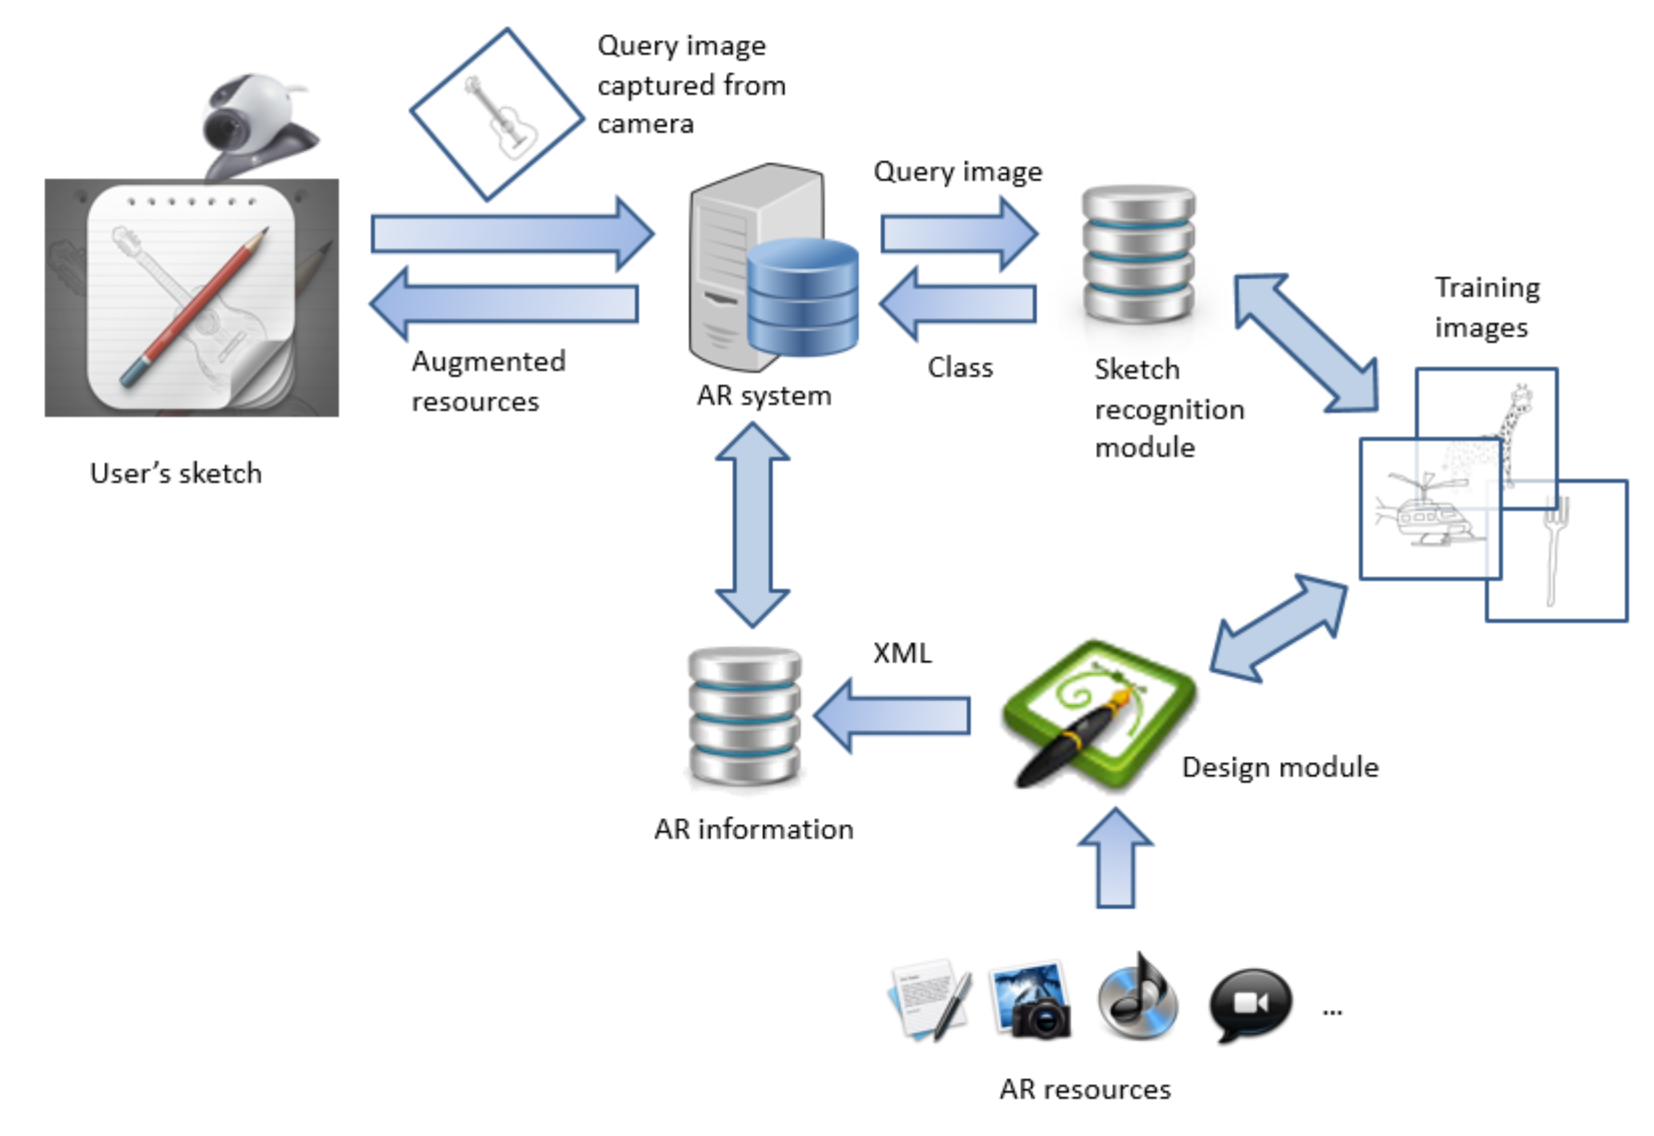 Query image
captured from
camera
Query image
Training
images
Augmented
resources
AR system
Class
Sketch
recognition
module
User’s sketch
XML
Design module
AR information
...
AR resources